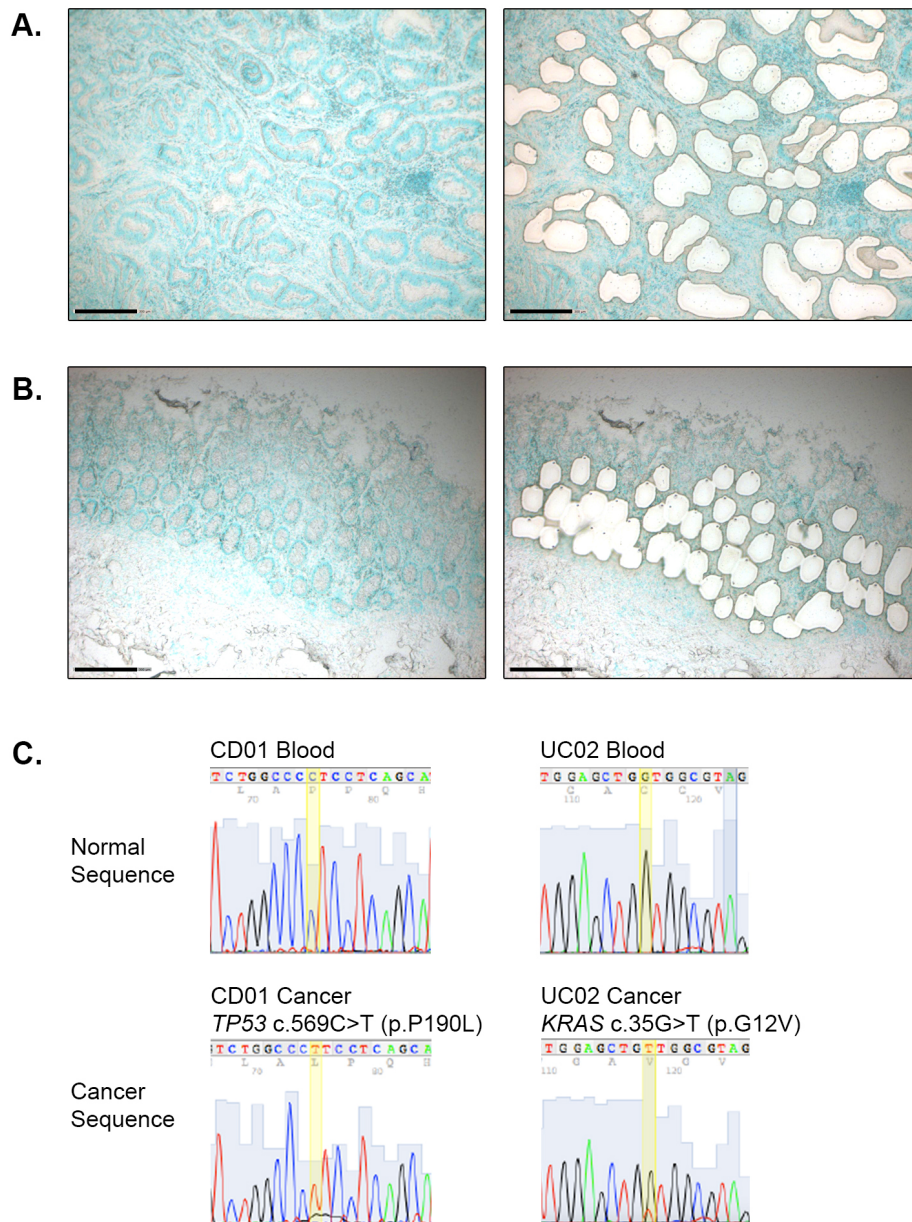 A.
B.
C.
CD01 Blood
UC02 Blood
TCTGGCCCCTCCTCAGCA
L A P P Q H
70 80
TGGAGCTGGTGGCGTAG
G A G G V
110 120
Normal
Sequence
CD01 Cancer
TP53 c.569C>T (p.P190L)
UC02 Cancer
KRAS c.35G>T (p.G12V)
TCTGGCCCTTCCTCAGCA
L A L P Q H
70 80
TGGAGCTGTTGGCGTAG
G A V G V
110 120
Cancer
Sequence